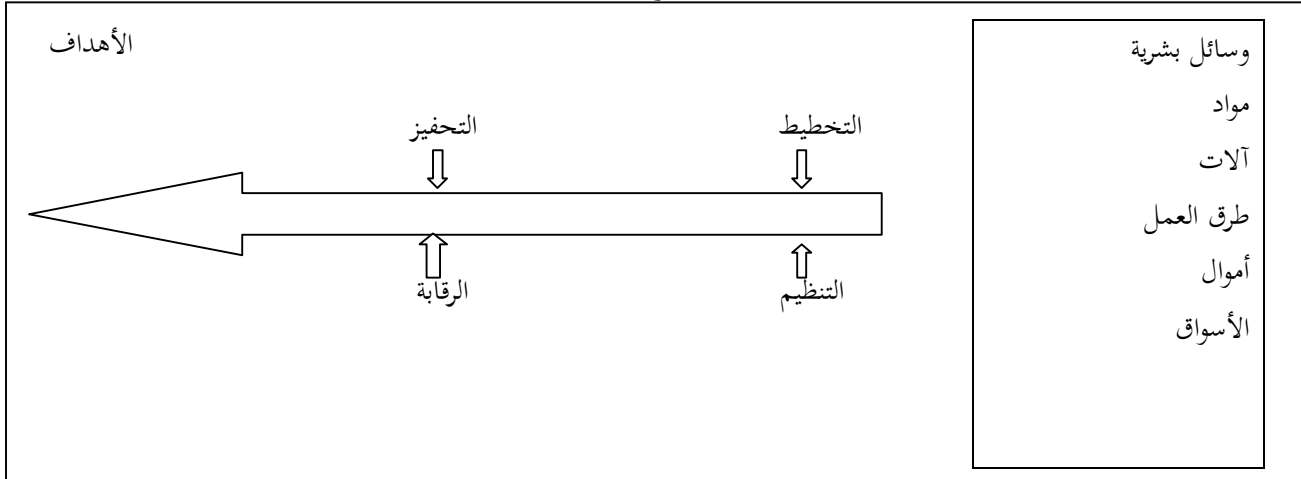 وسائل بشرية
مواد
آلات
طرق العمل
أموال
الأسواق
التخطيط
التحفيز
التنظيم
الرقابة
الأهداف